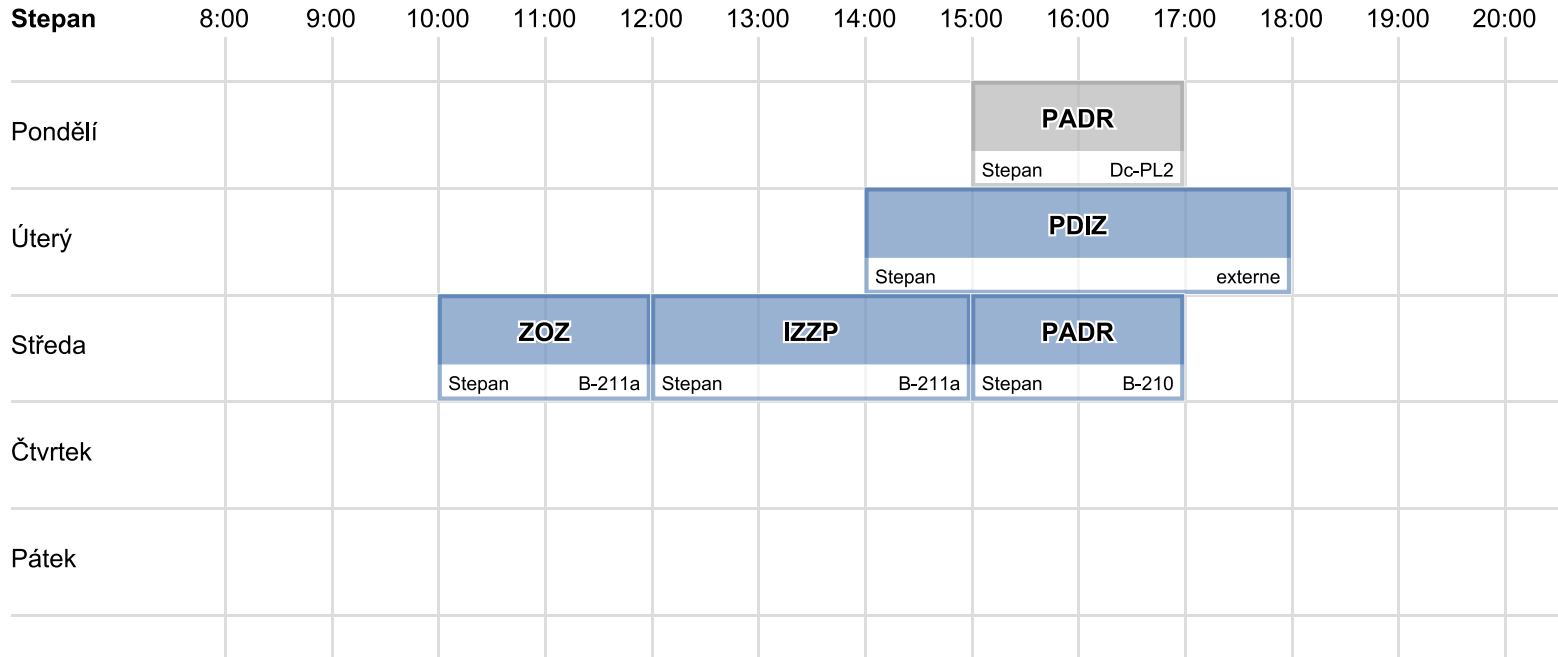 Stepan 8:00 9:00 10:00 11:00 12:00 13:00 14:00 15:00 16:00 17:00 18:00 19:00 20:00
Pondělí
PADR
Stepan Dc-PL2
Úterý
PDIZ
Stepan externe
Středa
ZOZ IZZP PADR
Stepan B-211a Stepan B-211a Stepan B-210
Čtvrtek
Pátek